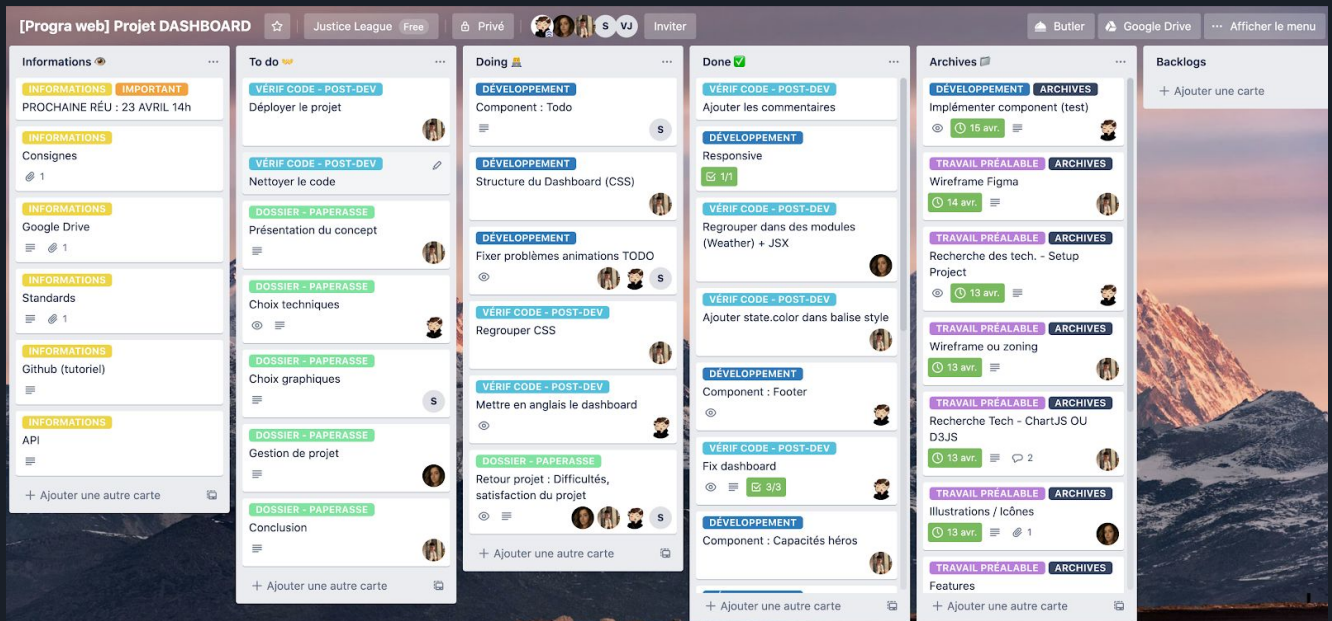 [Progra web] Projet DASHBOARD
Justice League Free
Privé
S
VJ
Inviter
Butler
Google Drive
Afficher le menu
Informations
INFORMATIONS IMPORTANT
PROCHAINE RÉU : 23 AVRIL 14h
INFORMATIONS
Consignes
1
INFORMATIONS
Google Drive
1
INFORMATIONS
Standards
1
INFORMATIONS
Github (tutoriel)
INFORMATIONS
API
Ajouter une autre carte
To do
VÉRIF CODE - POST-DEV
Déployer le projet
VÉRIF CODE - POST-DEV
Nettoyer le code
DOSSIER - PAPERASSE
Présentation du concept
DOSSIER - PAPERASSE
Choix techniques
DOSSIER - PAPERASSE
Choix graphiques
S
DOSSIER - PAPERASSE
Gestion de projet
DOSSIER - PAPERASSE
Conclusion
Ajouter une autre carte
Doing
DÉVELOPPEMENT
Component : Todo
S
DÉVELOPPEMENT
Structure du Dashboard (CSS)
DÉVELOPPEMENT
Fixer problèmes animations TODO
S
VÉRIF CODE - POST-DEV
Regrouper CSS
VÉRIF CODE - POST-DEV
Mettre en anglais le dashboard
DOSSIER - PAPERASSE
Retour projet : Difficultés,
satisfaction du projet
S
Ajouter une autre carte
Done
VÉRIF CODE - POST-DEV
Ajouter les commentaires
DÉVELOPPEMENT
Responsive
1/1
VÉRIF CODE - POST-DEV
Regrouper dans des modules
(Weather) + JSX
VÉRIF CODE - POST-DEV
Ajouter state.color dans balise style
DÉVELOPPEMENT
Component : Footer
VÉRIF CODE - POST-DEV
Fix dashboard
3/3
DÉVELOPPEMENT
Component : Capacités héros
Ajouter une autre carte
Archives
DÉVELOPPEMENT ARCHIVES
Implémenter component (test)
15 avr.
TRAVAIL PRÉALABLE ARCHIVES
Wireframe Figma
14 avr.
TRAVAIL PRÉALABLE ARCHIVES
Recherche des tech. - Setup
Project
13 avr.
TRAVAIL PRÉALABLE ARCHIVES
Wireframe ou zoning
13 avr.
TRAVAIL PRÉALABLE ARCHIVES
Recherche Tech - ChartJS OU
D3JS
13 avr. 2
TRAVAIL PRÉALABLE ARCHIVES
Illustrations / Icônes
13 avr. 1
TRAVAIL PRÉALABLE ARCHIVES
Features
Ajouter une autre carte
Backlogs
Ajouter une carte